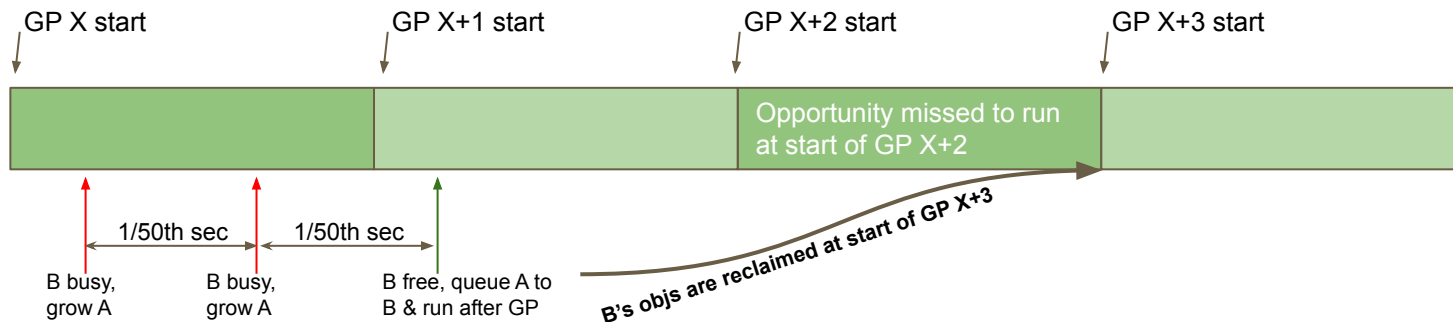 GP X start
GP X+1 start
GP X+2 start
GP X+3 start
Opportunity missed to run
at start of GP X+2
1/50th sec
1/50th sec
B busy,
grow A
B busy,
grow A
B free, queue A to
B & run after GP
B's objs are reclaimed at start of GP X+3